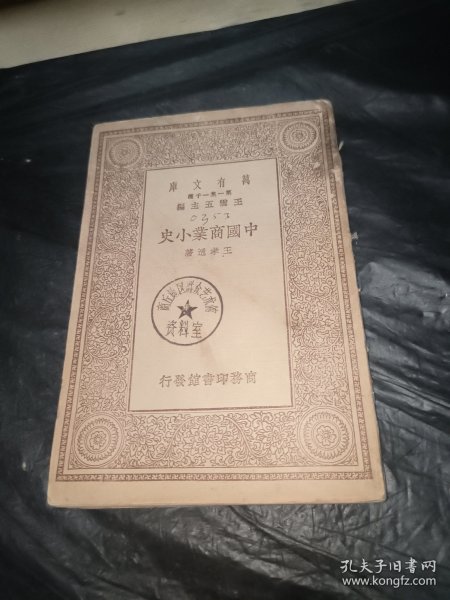 庫文有萬
種千一集一第
編主五雲王
0353
史小業商國中
著通孝王
資料室
行發館書印務商
孔夫子旧书网
www.kongfz.com